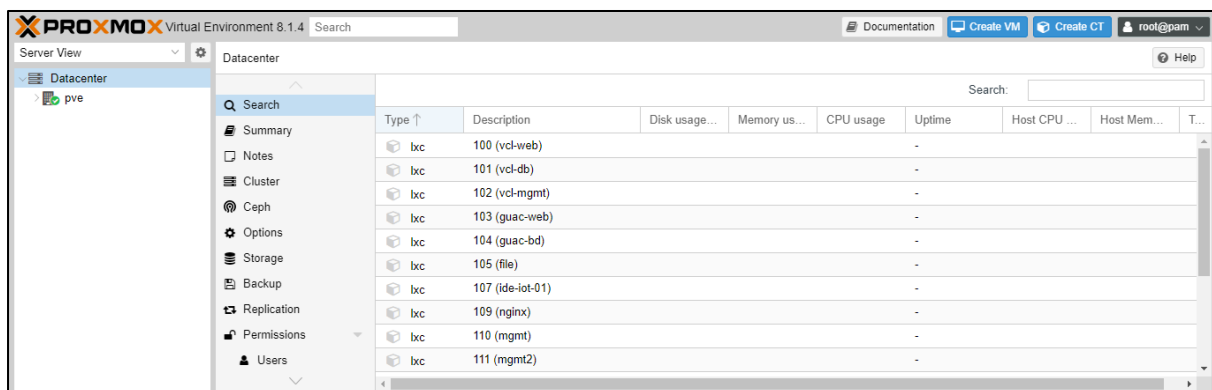 PROXMOX Virtual Environment 8.1.4 Search Documentation Create VM Create CT root@pam
Server View
Datacenter
pve
Datacenter Help
Search
Summary
Notes
Cluster
Ceph
Options
Storage
Backup
Replication
Permissions
Users
Search:
Type Description Disk usage... Memory us... CPU usage Uptime Host CPU ... Host Mem... T...
lxc 100 (vcl-web) -
lxc 101 (vcl-db) -
lxc 102 (vcl-mgmt) -
lxc 103 (guac-web) -
lxc 104 (guac-bd) -
lxc 105 (file) -
lxc 107 (ide-iot-01) -
lxc 109 (nginx) -
lxc 110 (mgmt) -
lxc 111 (mgmt2) -